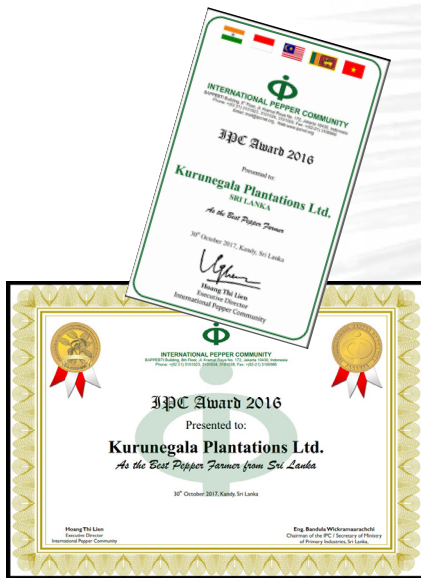 INTERNATIONAL PEPPER COMMUNITY
IPC Award 2016
Presented to:
Kurunegala Plantations Ltd.
SRI LANKA
As the Best Pepper Farmer
30th October 2017, Kandy, Sri Lanka
Hoang Thi Lien
Executive Director
International Pepper Community
INTERNATIONAL PEPPER COMMUNITY
IPC Award 2016
Presented to:
Kurunegala Plantations Ltd.
As the Best Pepper Farmer from Sri Lanka
30th October 2017, Kandy, Sri Lanka
Hoang Thi Lien
Executive Director
International Pepper Community
Eng. Bandula Wickramaarachchi
Chairman of the IPC / Secretary of Ministry
of Primary Industries, Sri Lanka,